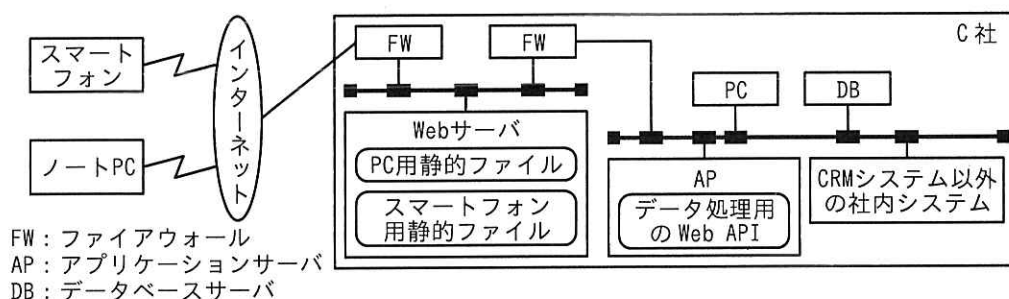 スマート
フォン
ノートPC
インターネット
C社
FW
FW
Webサーバ
PC用静的ファイル
スマートフォン
用静的ファイル
PC
DB
AP
データ処理用
のWeb API
CRMシステム以外
の社内システム
FW：ファイアウォール
AP：アプリケーションサーバ
DB：データベースサーバ